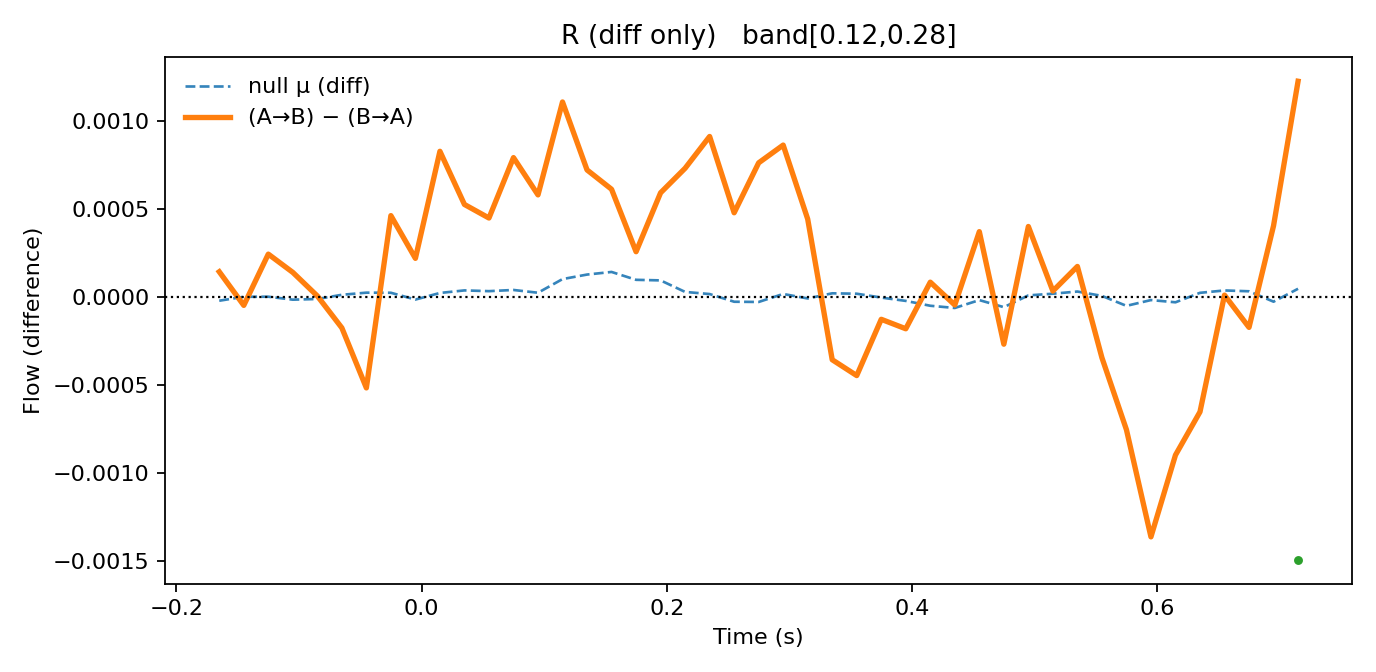 R (diff only)   band[0.12,0.28]
null μ (diff)
(A→B) − (B→A)
0.0010
0.0005
0.0000
−0.0005
−0.0010
−0.0015
Flow (difference)
−0.2
0.0
0.2
0.4
0.6
Time (s)